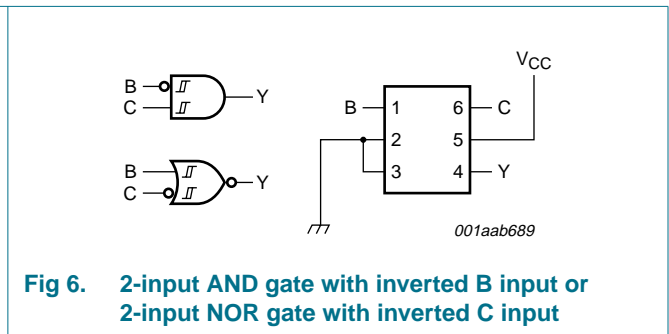 V_CC
B
C
Y
B
C
Y
B
1
2
3
6
5
4
C
Y
001aab689
Fig 6. 2-input AND gate with inverted B input or
2-input NOR gate with inverted C input